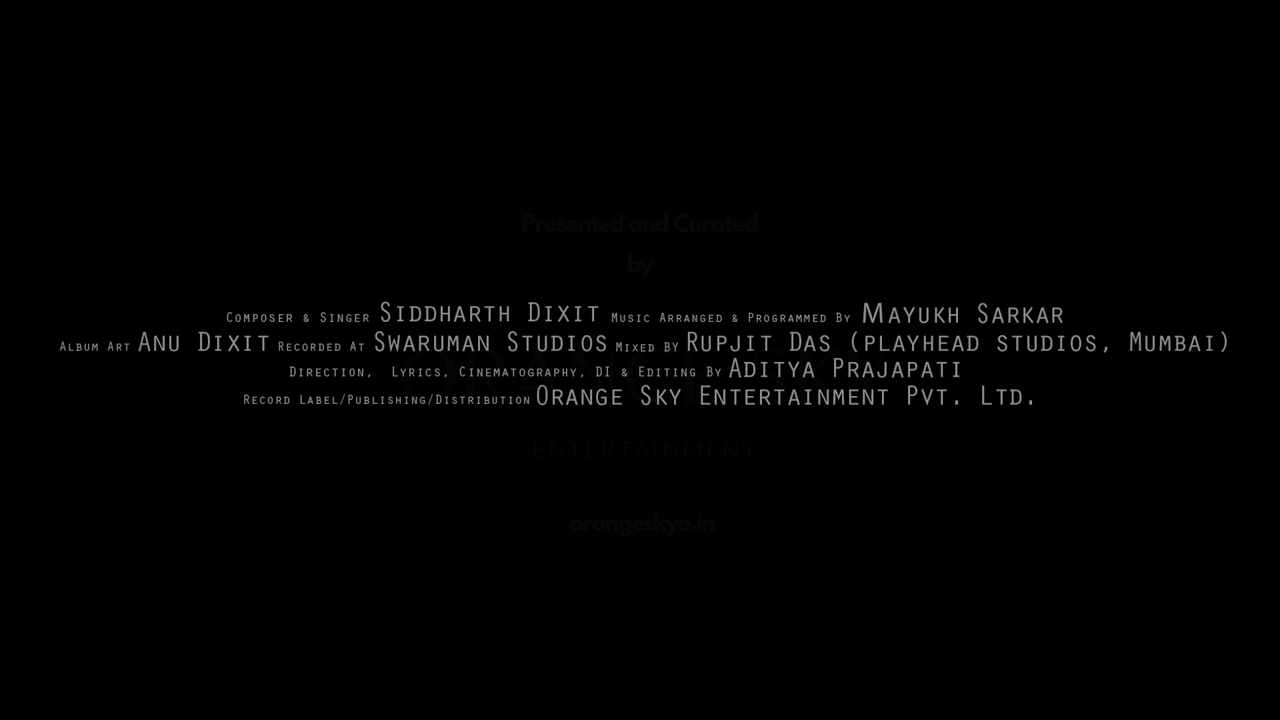 Presented and Curated
by
Composer & Singer Siddharth Dixit Music Arranged & Programmed By Mayukh Sarkar
Album Art Anu Dixit Recorded At Swaruman Studios Mixed By Rupjit Das (playhead studios, Mumbai)
Direction, Lyrics, Cinematography, DI & Editing By Aditya Prajapati
Record Label/Publishing/Distribution Orange Sky Entertainment Pvt. Ltd.
ENTERTAINMENT
orangeskye.in